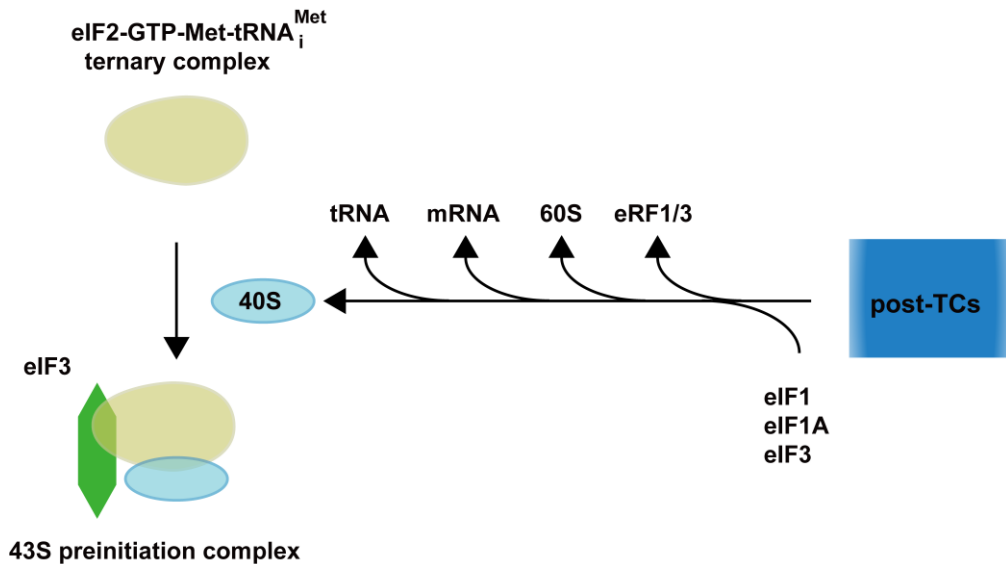 eIF2-GTP-Met-tRNA i Met
ternary complex
tRNA mRNA 60S eRF1/3
40S
post-TCs
eIF3
eIF1
eIF1A
eIF3
43S preinitiation complex